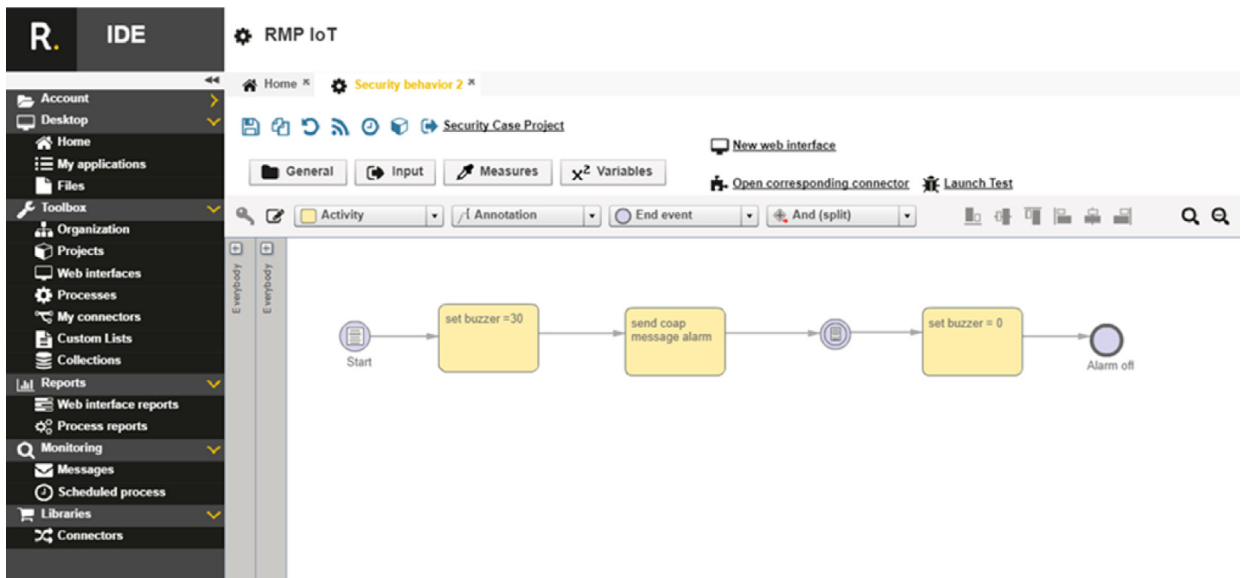 R. IDE
RMP IoT
Home
Security behavior 2
Account
Desktop
Home
My applications
Files
Toolbox
Organization
Projects
Web interfaces
Processes
My connectors
Custom Lists
Collections
Reports
Web interface reports
Process reports
Monitoring
Messages
Scheduled process
Libraries
Connectors
Security Case Project
New web interface
General
Input
Measures
x² Variables
Open corresponding connector
Launch Test
Activity
Annotation
End event
And (split)
Everybody
Everybody
Start
set buzzer =30
send coap
message alarm
set buzzer = 0
Alarm off